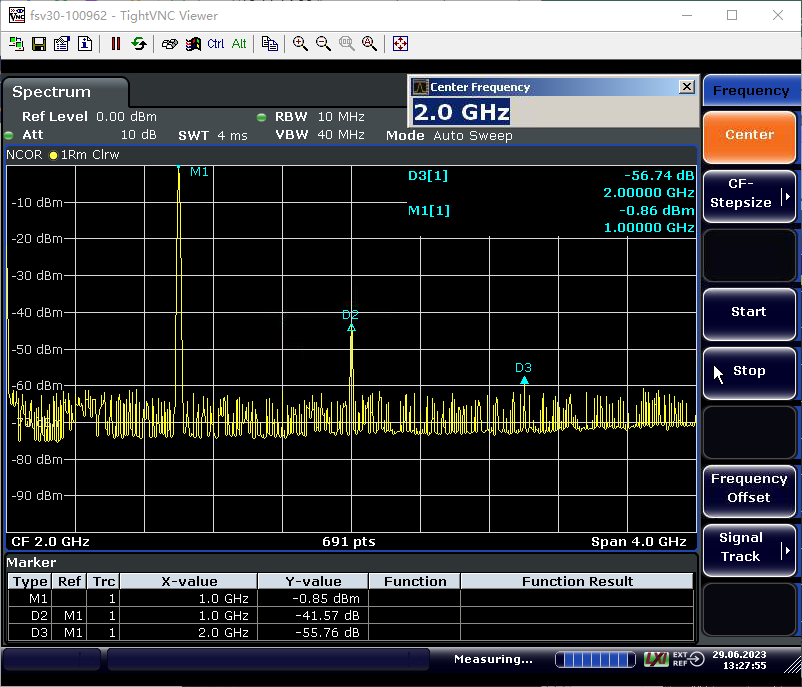 fsv30-100962 - TightVNC Viewer
Ctrl Alt
Spectrum
Ref Level 0.00 dBm RBW 10 MHz
Att 10 dB SWT 4 ms VBW 40 MHz Mode Auto Sweep
Center Frequency
2.0 GHz
NCOR 1Rm Clrw
M1
D3[1] -56.74 dB
2.00000 GHz
M1[1] -0.86 dBm
1.00000 GHz
-10 dBm
-20 dBm
-30 dBm
-40 dBm
D2
-50 dBm
D3
-60 dBm
-80 dBm
-90 dBm
CF 2.0 GHz 691 pts Span 4.0 GHz
Marker
Type Ref Trc X-value Y-value Function Function Result
M1 1 1.0 GHz -0.85 dBm
D2 M1 1 1.0 GHz -41.57 dB
D3 M1 1 2.0 GHz -55.76 dB
Frequency
Center
CF-
Stepsize
Start
Stop
Frequency
Offset
Signal
Track
Measuring...
LXI
EXT
REF
29.06.2023
13:27:55